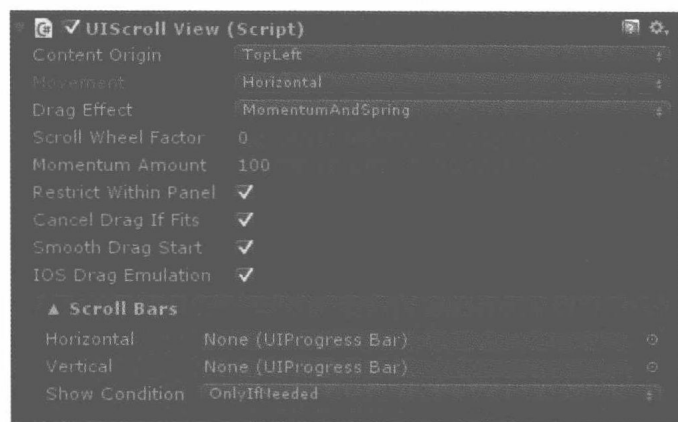 UIScroll View (Script)
Content Origin TopLeft
Movement Horizontal
Drag Effect MomentumAndSpring
Scroll Wheel Factor 0
Momentum Amount 100
Restrict Within Panel
Cancel Drag If Fits
Smooth Drag Start
IOS Drag Emulation
▲ Scroll Bars
Horizontal None (UIProgress Bar)
Vertical None (UIProgress Bar)
Show Condition OnlyIfNeeded